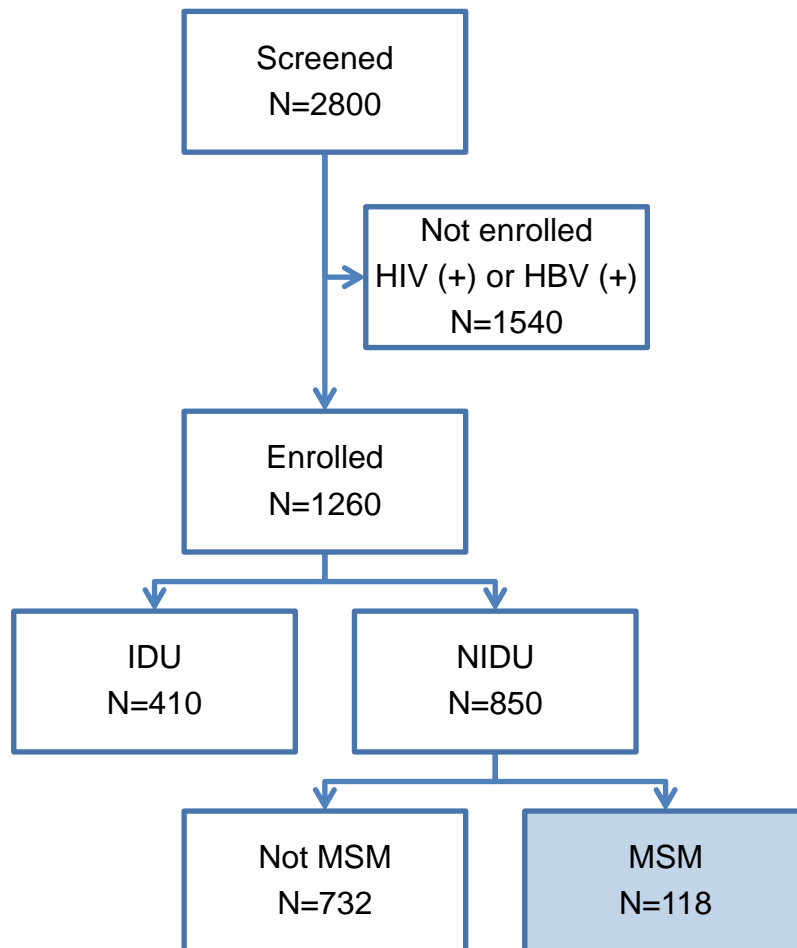 Screened
N=2800
Not enrolled
HIV (+) or HBV (+)
N=1540
Enrolled
N=1260
IDU
N=410
NIDU
N=850
Not MSM
N=732
MSM
N=118